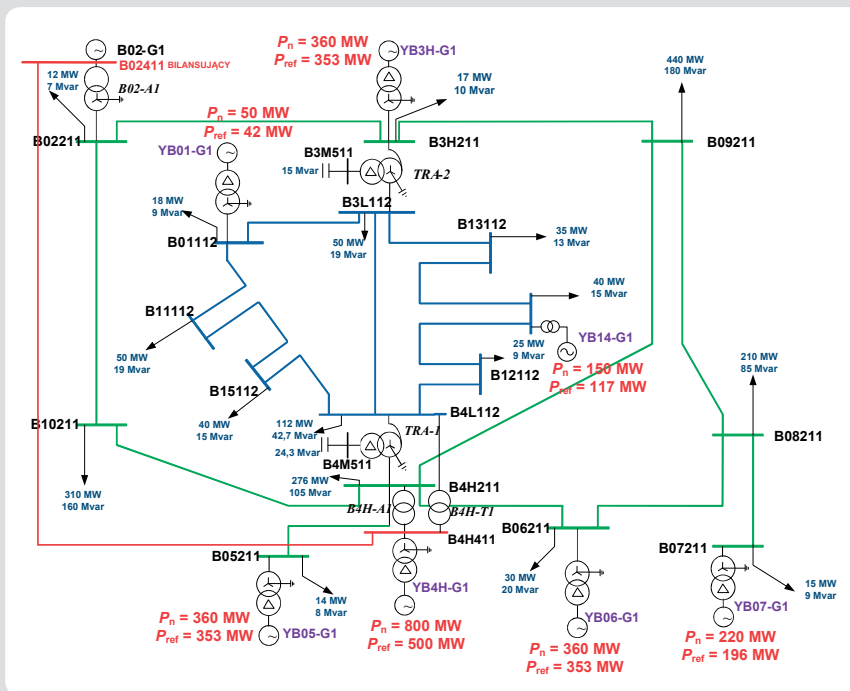 B02-G1
B02411 BILANSUJĄCY
12 MW
7 Mvar
B02-A1
B02211
Pn = 360 MW
Pref = 353 MW
YB3H-G1
17 MW
10 Mvar
B3H211
440 MW
180 Mvar
B09211
Pn = 50 MW
Pref = 42 MW
YB01-G1
B3M511
15 Mvar
TRA-2
B3L112
18 MW
9 Mvar
B01112
50 MW
19 Mvar
B13112
35 MW
13 Mvar
40 MW
15 Mvar
YB14-G1
Pn = 150 MW
Pref = 117 MW
B11112
50 MW
19 Mvar
25 MW
9 Mvar
B12112
B15112
40 MW
15 Mvar
210 MW
85 Mvar
B08211
B10211
310 MW
160 Mvar
112 MW
42,7 Mvar
TRA-1
B4L112
24,3 Mvar
B4M511
276 MW
105 Mvar
B4H211
B4H-A1
B4H-T1
B4H411
B05211
14 MW
8 Mvar
Pn = 360 MW
Pref = 353 MW
YB05-G1
YB4H-G1
Pn = 800 MW
Pref = 500 MW
B06211
30 MW
20 Mvar
YB06-G1
Pn = 360 MW
Pref = 353 MW
B07211
15 MW
9 Mvar
YB07-G1
Pn = 220 MW
Pref = 196 MW